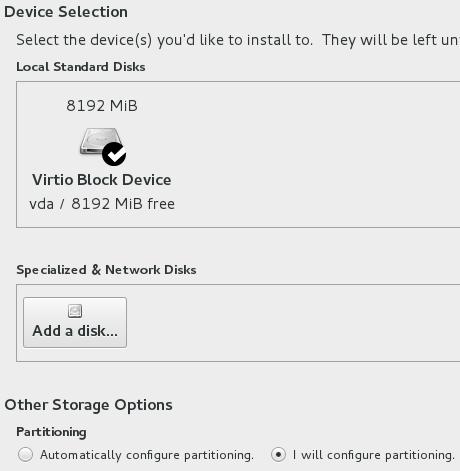 Device Selection
Select the device(s) you'd like to install to. They will be left
Local Standard Disks
8192 MiB
Virtio Block Device
vda / 8192 MiB free
Specialized & Network Disks
Add a disk...
Other Storage Options
Partitioning
Automatically configure partitioning. I will configure partitioning.